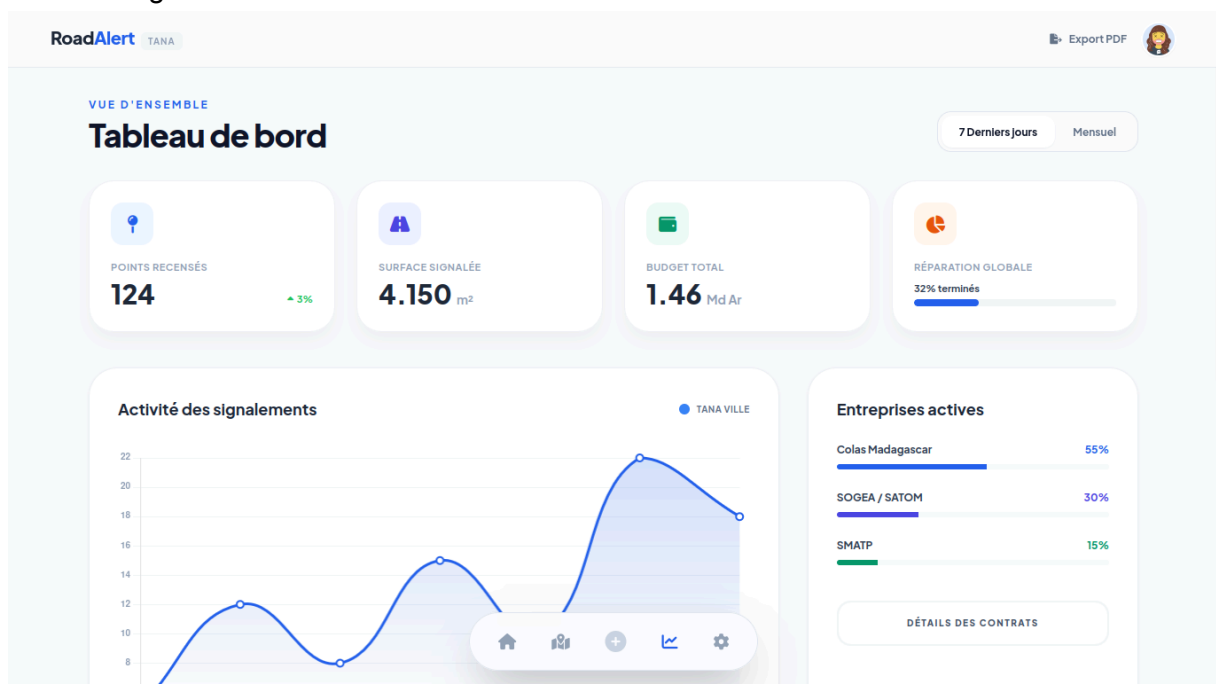 RoadAlert TANA
Export PDF
VUE D'ENSEMBLE
Tableau de bord
7 Derniers jours Mensuel
POINTS RECENSÉS
124 3%
SURFACE SIGNALÉE
4.150 m²
BUDGET TOTAL
1.46 Md Ar
RÉPARATION GLOBALE
32% terminés
Activité des signalements
TANA VILLE
22
20
18
16
14
12
10
8
Entreprises actives
Colas Madagascar 55%
SOGEA / SATOM 30%
SMATP 15%
DÉTAILS DES CONTRATS